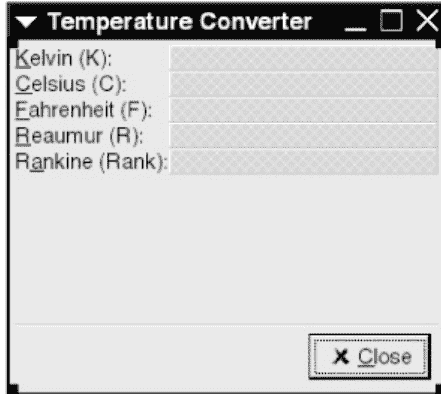 Temperature Converter
Kelvin (K):
Celsius (C):
Fahrenheit (F):
Reaumur (R):
Rankine (Rank):
Close